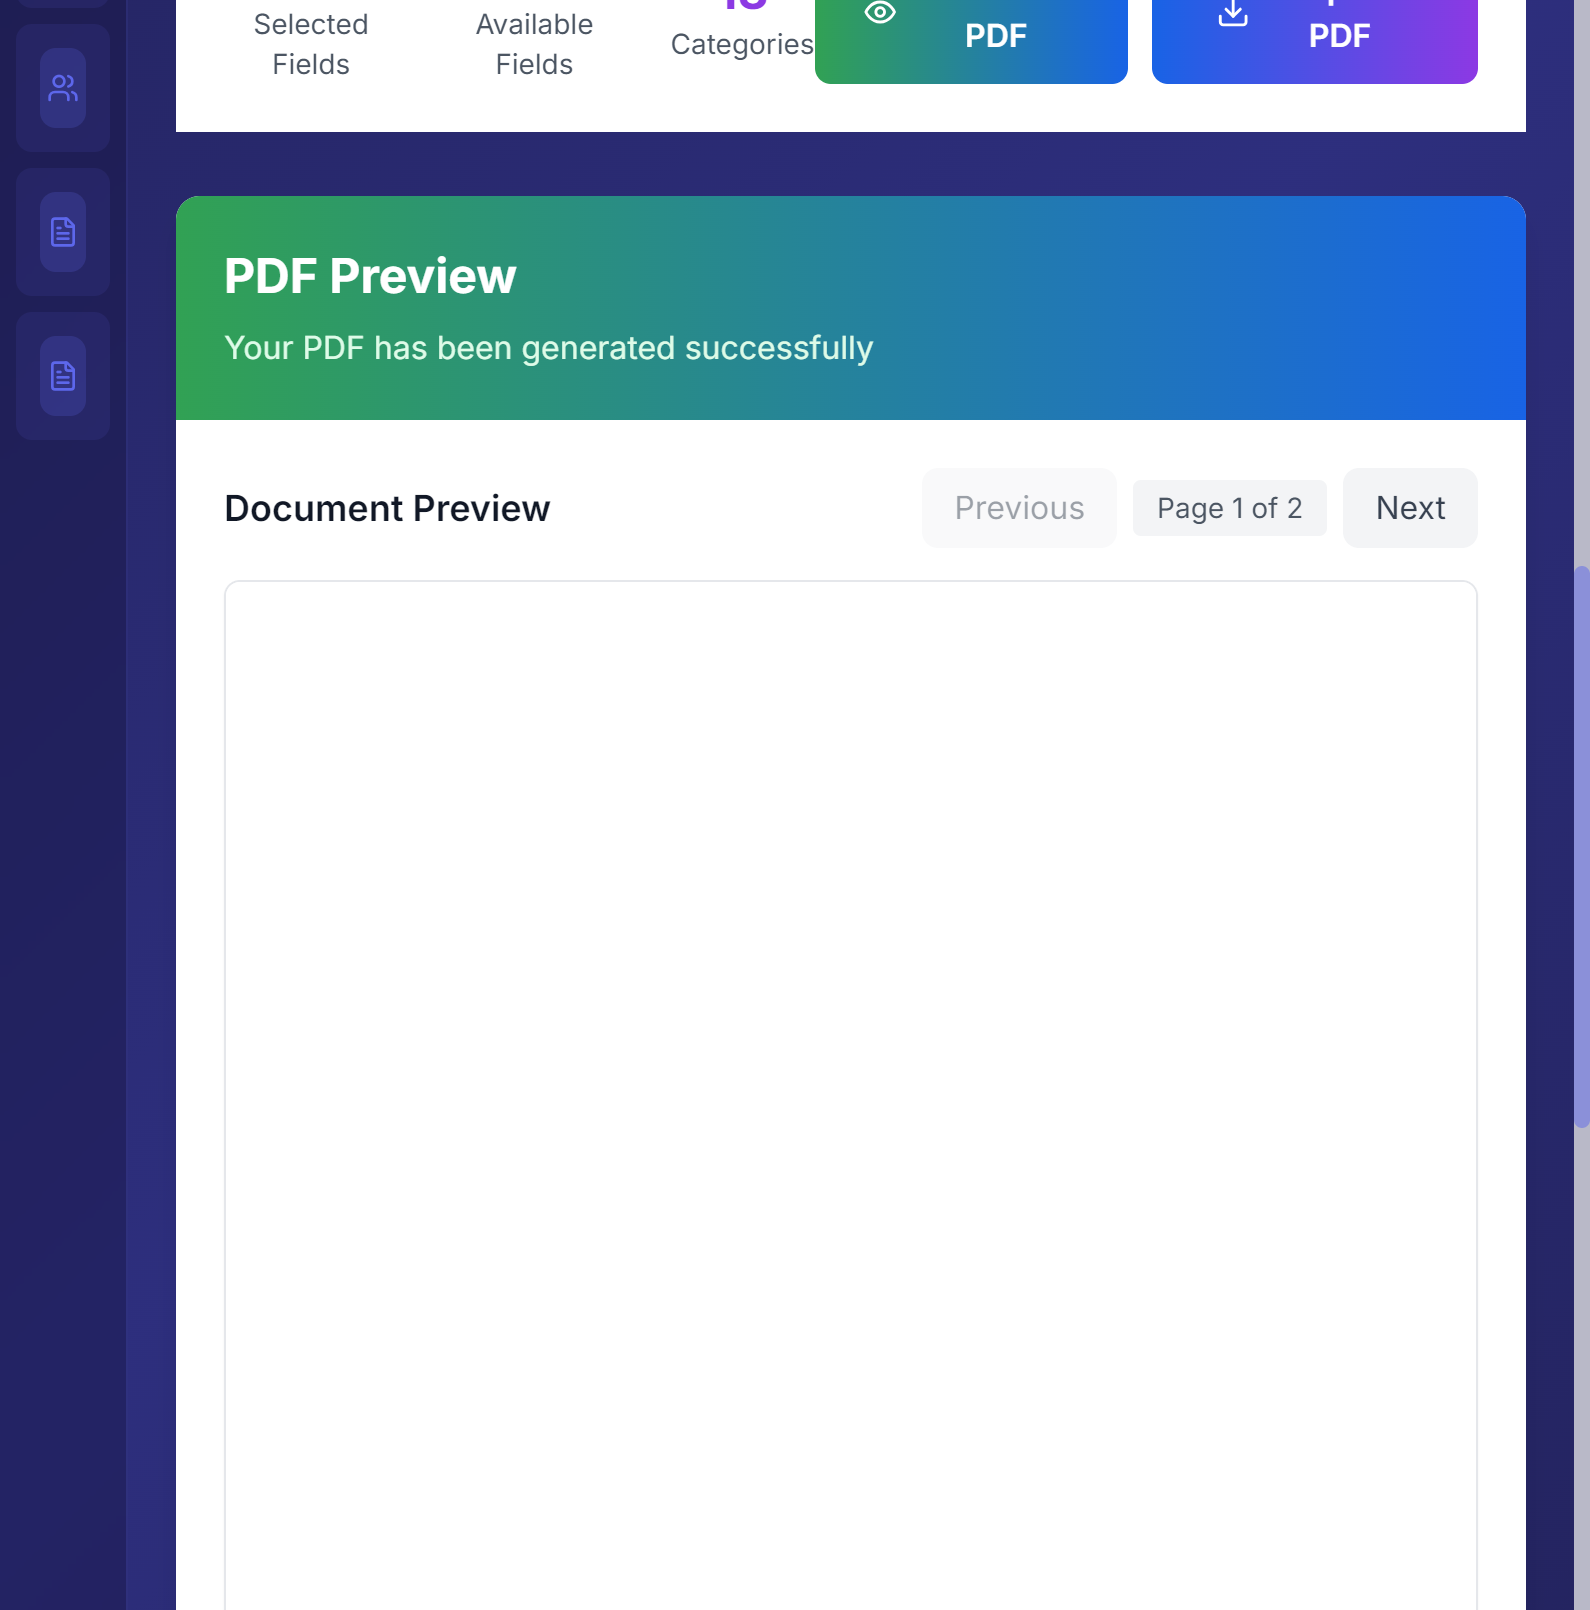 Selected
Fields
Available
Fields
Categories
PDF
PDF
PDF Preview
Your PDF has been generated successfully
Document Preview
Previous
Page 1 of 2
Next